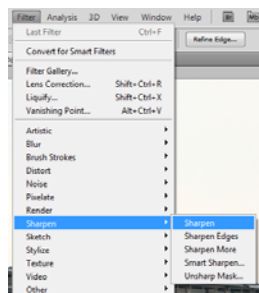 Filter Analysis 3D View Window Help Br
Refine Edge...
Last Filter Ctrl+F
Convert for Smart Filters
Filter Gallery...
Lens Correction... Shift+Ctrl+R
Liquify... Shift+Ctrl+X
Vanishing Point... Alt+Ctrl+V
Artistic
Blur
Brush Strokes
Distort
Noise
Pixelate
Render
Sharpen
Sketch
Stylize
Texture
Video
Other
Sharpen
Sharpen Edges
Sharpen More
Smart Sharpen...
Unsharp Mask...